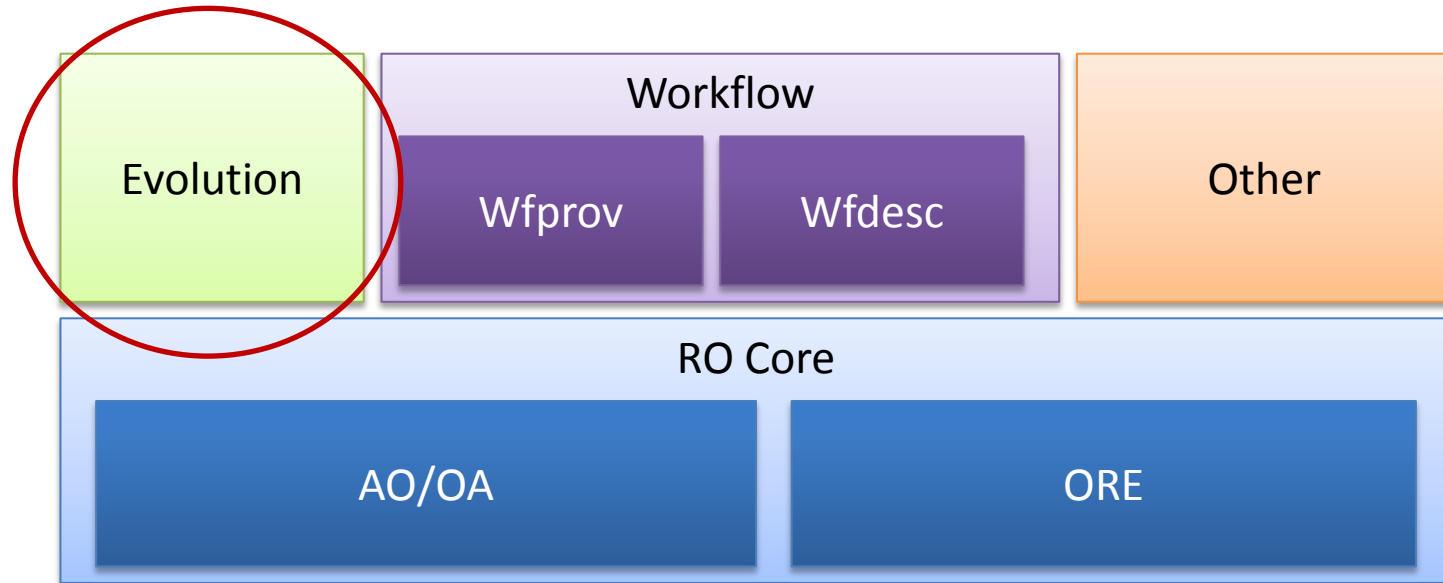 Evolution
Workflow
Wfprov
Wfdesc
Other
RO Core
AO/OA
ORE